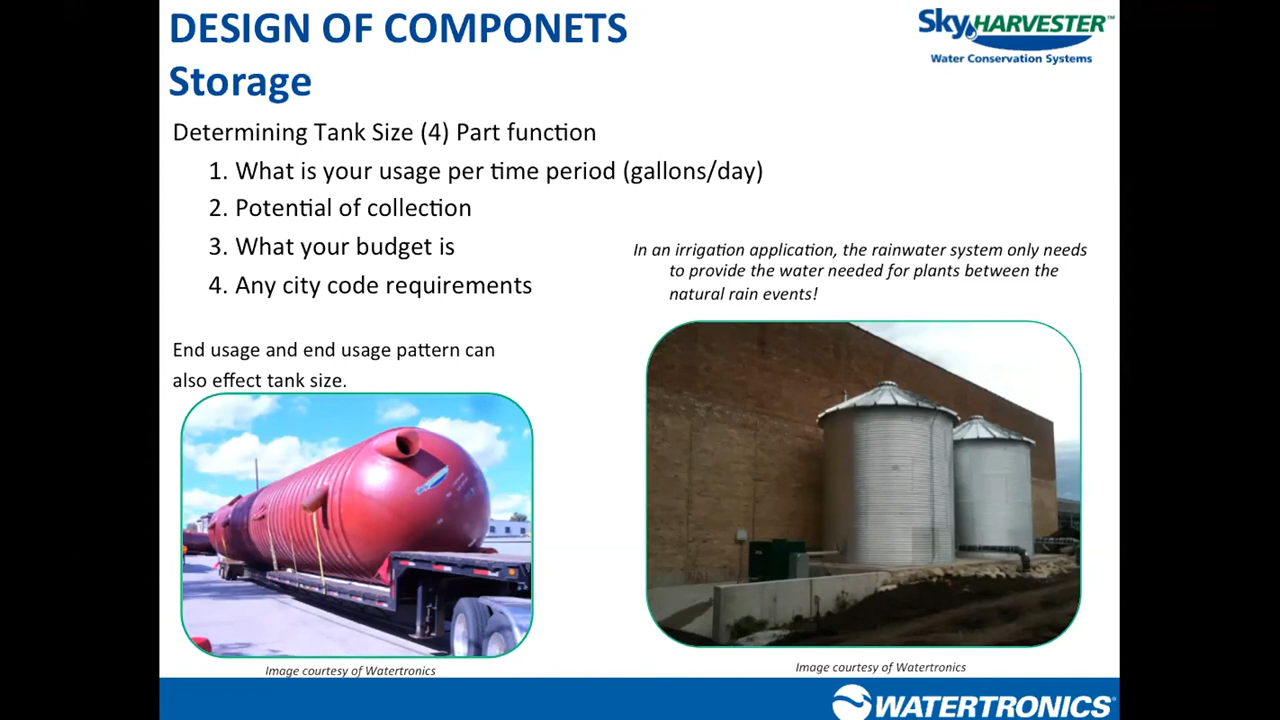 DESIGN OF COMPONETS
Storage
Sky HARVESTER™
Water Conservation Systems
Determining Tank Size (4) Part function
1. What is your usage per time period (gallons/day)
2. Potential of collection
3. What your budget is
4. Any city code requirements
In an irrigation application, the rainwater system only needs
to provide the water needed for plants between the
natural rain events!
End usage and end usage pattern can
also effect tank size.
Image courtesy of Watertronics
Image courtesy of Watertronics
WATERTRONICS®